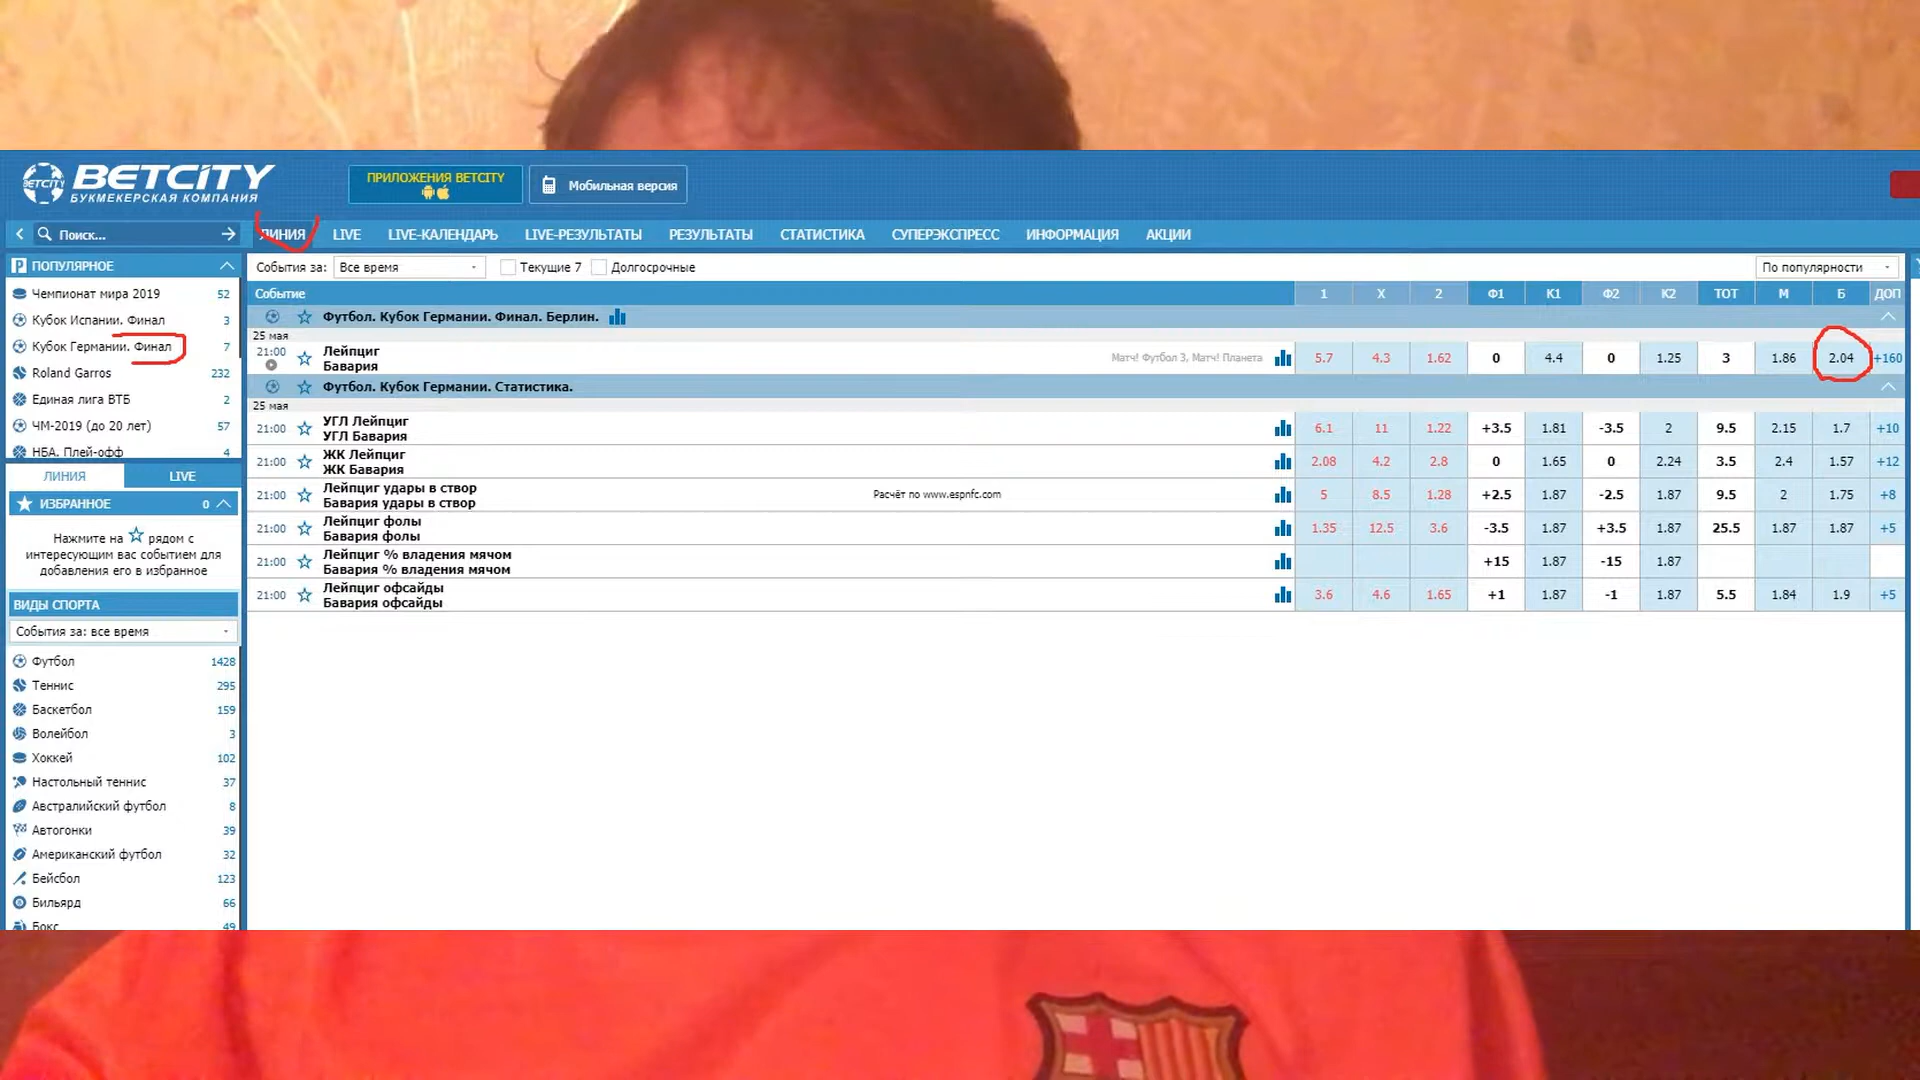 BETCITY
BETCITY
БУКМЕКЕРСКАЯ КОМПАНИЯ
ПРИЛОЖЕНИЯ BETCITY
Мобильная версия
Поиск...
ЛИНИЯ LIVE LIVE-КАЛЕНДАРЬ LIVE-РЕЗУЛЬТАТЫ РЕЗУЛЬТАТЫ СТАТИСТИКА СУПЕРЭКСПРЕСС ИНФОРМАЦИЯ АКЦИИ
ПОПУЛЯРНОЕ
Чемпионат мира 2019 52
Кубок Испании. Финал 3
Кубок Германии. Финал 7
Roland Garros 232
Единая лига ВТБ 2
ЧМ-2019 (до 20 лет) 57
НБА. Плей-офф 4
ЛИНИЯ LIVE
ИЗБРАННОЕ 0
Нажмите на рядом с
интересующим вас событием для
добавления его в избранное
ВИДЫ СПОРТА
События за: все время
Футбол 1428
Теннис 295
Баскетбол 159
Волейбол 3
Хоккей 102
Настольный теннис 37
Австралийский футбол 8
Автогонки 39
Американский футбол 32
Бейсбол 123
Бильярд 66
Бокс 49
События за: Все время Текущие 7 Долгосрочные По популярности
Событие 1 X 2 Ф1 К1 Ф2 К2 ТОТ М Б ДОП
Футбол. Кубок Германии. Финал. Берлин.
25 мая
21:00 Лейпциг Матч! Футбол 3, Матч! Планета 5.7 4.3 1.62 0 4.4 0 1.25 3 1.86 2.04 +160
Бавария
Футбол. Кубок Германии. Статистика.
25 мая
21:00 УГЛ Лейпциг 6.1 11 1.22 +3.5 1.81 -3.5 2 9.5 2.15 1.7 +10
УГЛ Бавария
21:00 ЖК Лейпциг 2.08 4.2 2.8 0 1.65 0 2.24 3.5 2.4 1.57 +12
ЖК Бавария
21:00 Лейпциг удары в створ Расчёт по www.espnfc.com 5 8.5 1.28 +2.5 1.87 -2.5 1.87 9.5 2 1.75 +8
Бавария удары в створ
21:00 Лейпциг фолы 1.35 12.5 3.6 -3.5 1.87 +3.5 1.87 25.5 1.87 1.87 +5
Бавария фолы
21:00 Лейпциг % владения мячом +15 1.87 -15 1.87
Бавария % владения мячом
21:00 Лейпциг офсайды 3.6 4.6 1.65 +1 1.87 -1 1.87 5.5 1.84 1.9 +5
Бавария офсайды